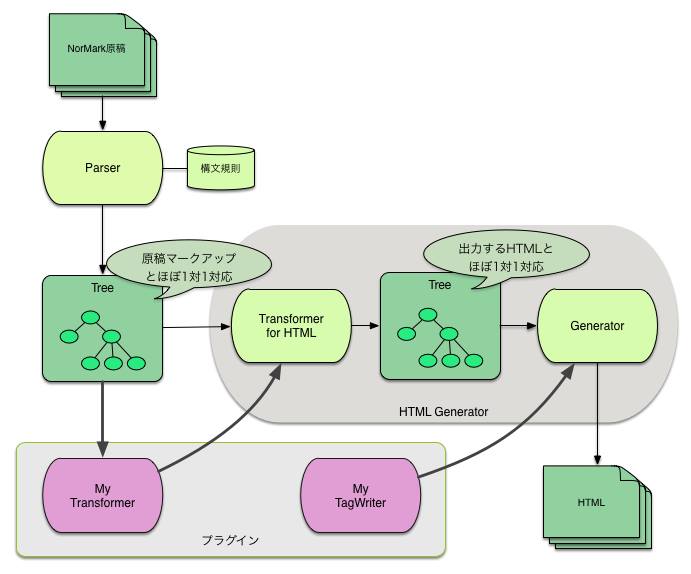 NorMark原稿
Parser
構文規則
原稿マークアップ
とほぼ1対1対応
Tree
出力するHTMLと
ほぼ1対1対応
Tree
Transformer
for HTML
Generator
HTML Generator
My
Transformer
My
TagWriter
プラグイン
HTML